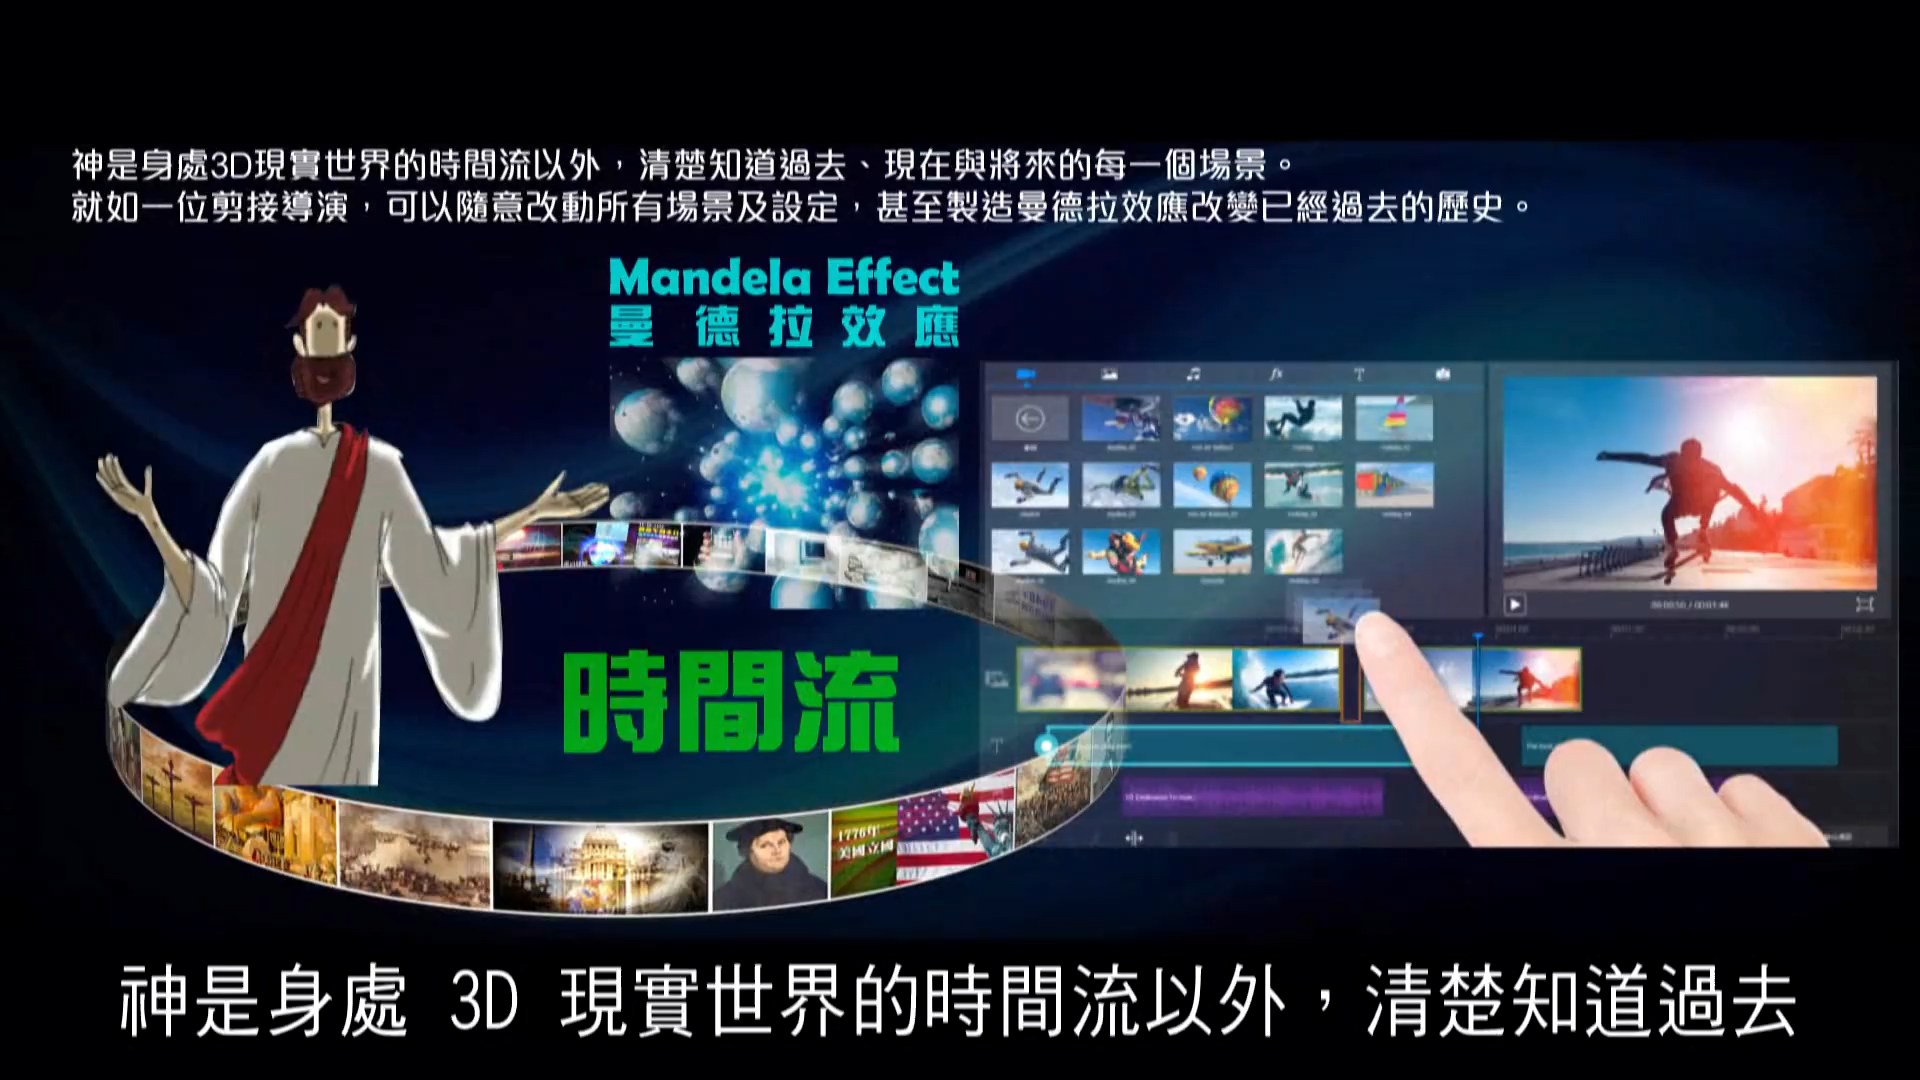 神是身處3D現實世界的時間流以外，清楚知道過去、現在與將來的每一個場景。
就如一位剪接導演，可以隨意改動所有場景及設定，甚至製造曼德拉效應改變已經過去的歷史。
Mandela Effect
曼德拉效應
時間流
1776年
美國立國
神是身處 3D 現實世界的時間流以外，清楚知道過去